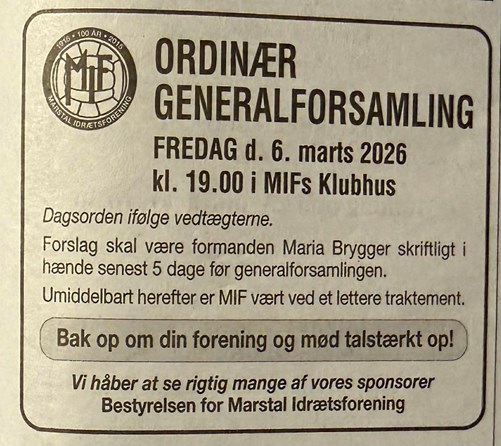 1915 • 100 ÅR • 2015
MIF
MARSTAL IDRÆTSFORENING
ORDINÆR
GENERALFORSAMLING
FREDAG d. 6. marts 2026
kl. 19.00 i MIFs Klubhus
Dagsorden ifølge vedtægterne.
Forslag skal være formanden Maria Brygger skriftligt i
hænde senest 5 dage før generalforsamlingen.
Umiddelbart herefter er MIF vært ved et lettere traktement.
Bak op om din forening og mød talstærkt op!
Vi håber at se rigtig mange af vores sponsorer
Bestyrelsen for Marstal Idrætsforening